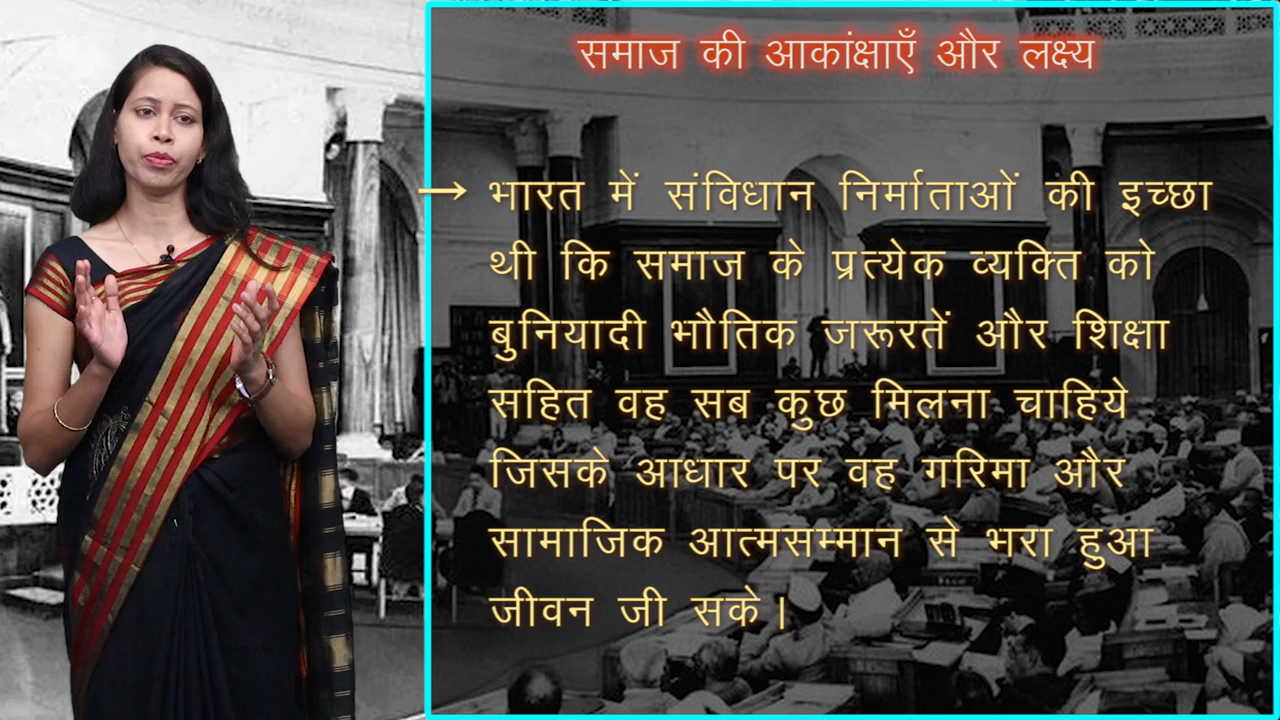 समाज की आकांक्षाएँ और लक्ष्य
→ भारत में संविधान निर्माताओं की इच्छा
थी कि समाज के प्रत्येक व्यक्ति को
बुनियादी भौतिक जरूरतें और शिक्षा
सहित वह सब कुछ मिलना चाहिये
जिसके आधार पर वह गरिमा और
सामाजिक आत्मसम्मान से भरा हुआ
जीवन जी सके।